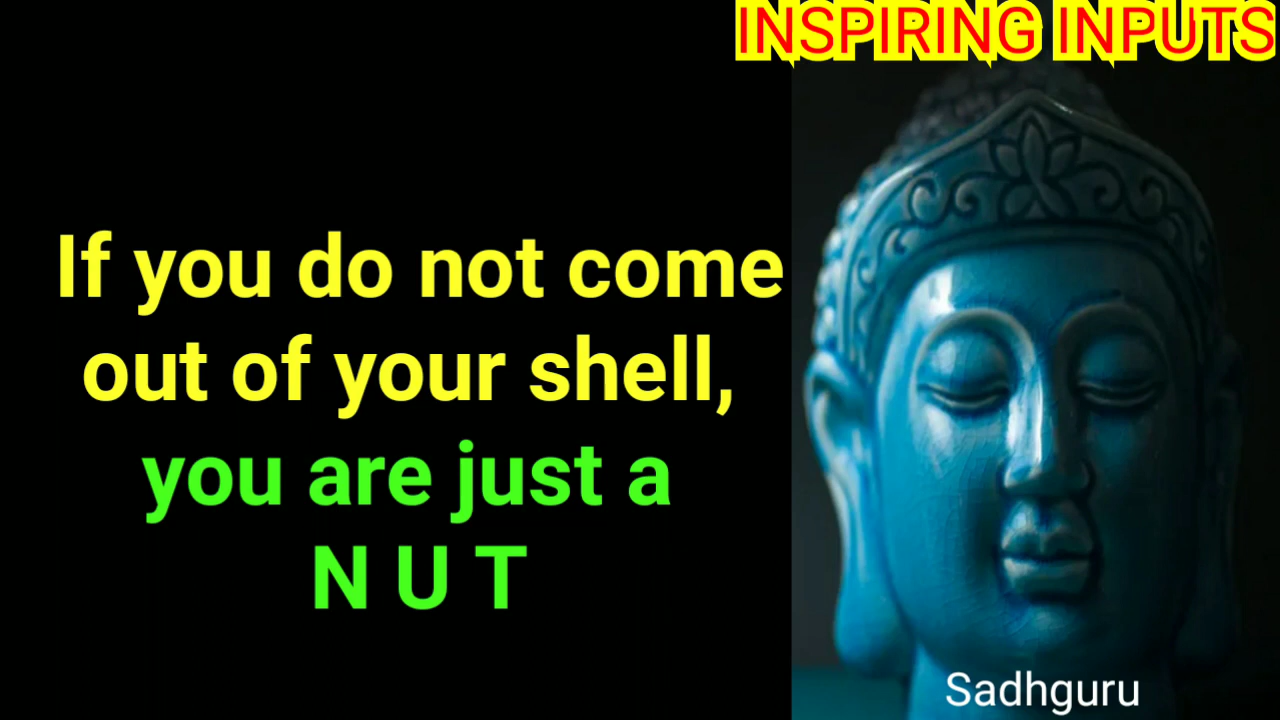 INSPIRING INPUTS
If you do not come
out of your shell,
you are just a
N U T
Sadhguru